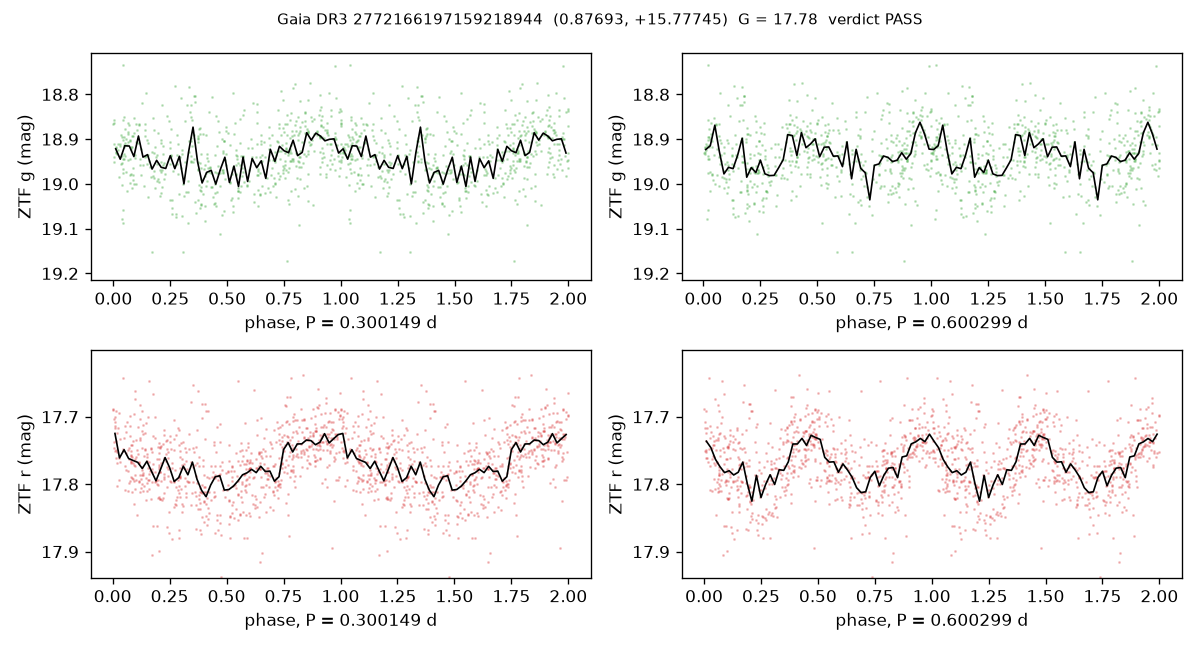 Gaia DR3 2772166197159218944 (0.87693, +15.77745) G = 17.78 verdict PASS
ZTF g (mag)
18.8
18.9
19.0
19.1
19.2
0.00 0.25 0.50 0.75 1.00 1.25 1.50 1.75 2.00
phase, P = 0.300149 d
ZTF g (mag)
18.8
18.9
19.0
19.1
19.2
0.00 0.25 0.50 0.75 1.00 1.25 1.50 1.75 2.00
phase, P = 0.600299 d
ZTF r (mag)
17.7
17.8
17.9
0.00 0.25 0.50 0.75 1.00 1.25 1.50 1.75 2.00
phase, P = 0.300149 d
ZTF r (mag)
17.7
17.8
17.9
0.00 0.25 0.50 0.75 1.00 1.25 1.50 1.75 2.00
phase, P = 0.600299 d